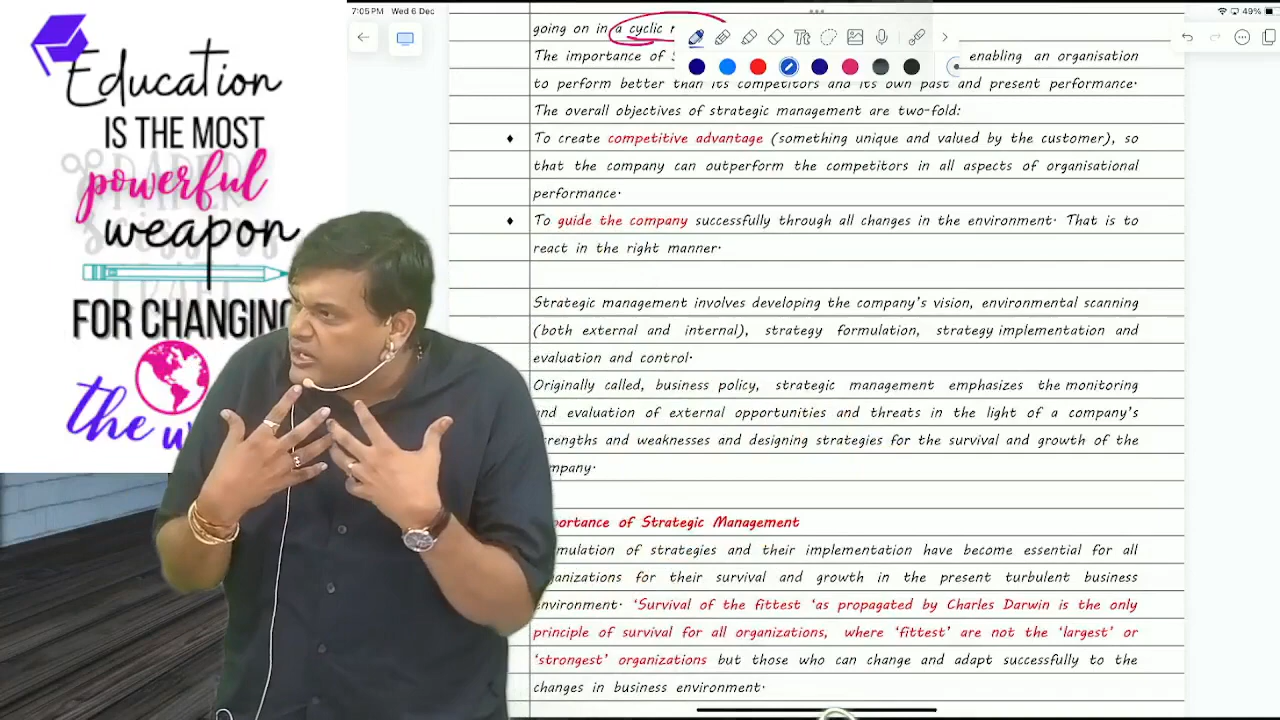 7:05 PM Wed 6 Dec
49%
Education
IS THE MOST
powerful
weapon
FOR CHANGING
the
going on in a cyclic
The importance of S enabling an organisation
to perform better than its competitors and its own past and present performance.
The overall objectives of strategic management are two-fold:
♦ To create competitive advantage (something unique and valued by the customer), so
that the company can outperform the competitors in all aspects of organisational
performance.
♦ To guide the company successfully through all changes in the environment. That is to
react in the right manner.
Strategic management involves developing the company's vision, environmental scanning
(both external and internal), strategy formulation, strategy implementation and
evaluation and control.
Originally called, business policy, strategic management emphasizes the monitoring
and evaluation of external opportunities and threats in the light of a company's
trengths and weaknesses and designing strategies for the survival and growth of the
ompany.
portance of Strategic Management
mulation of strategies and their implementation have become essential for all
ganizations for their survival and growth in the present turbulent business
environment. 'Survival of the fittest 'as propagated by Charles Darwin is the only
principle of survival for all organizations, where 'fittest' are not the 'largest' or
'strongest' organizations but those who can change and adapt successfully to the
changes in business environment.